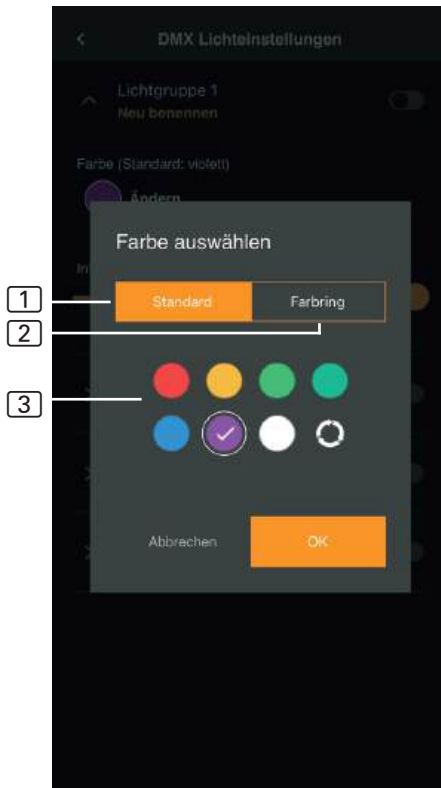 DMX Lichteinstellungen
Lichtgruppe 1
Neu benennen
Farbe (Standard: violett)
Ändern
Farbe auswählen
In
1 Standard Farbring
2
3
Abbrechen OK